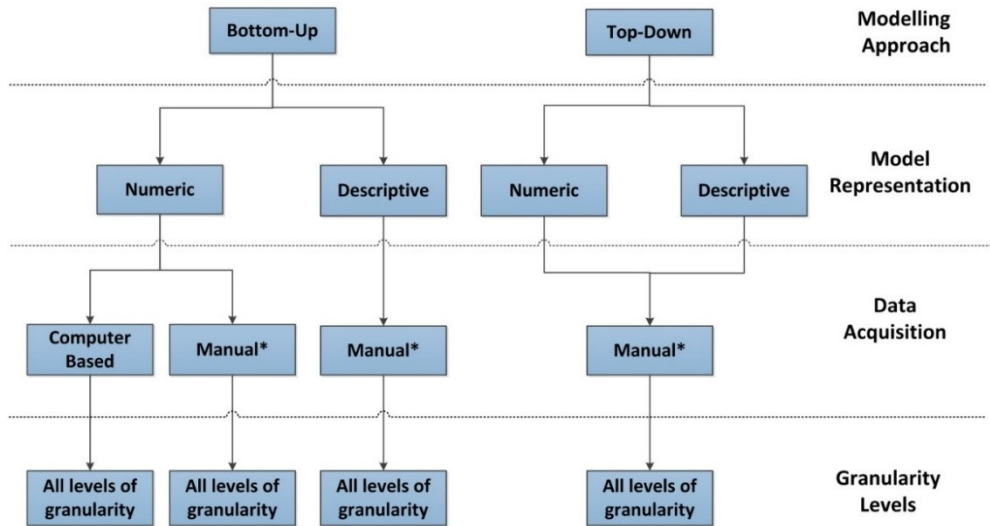 Bottom-Up
Top-Down
Modelling
Approach
Numeric
Descriptive
Numeric
Descriptive
Model
Representation
Computer
Based
Manual*
Manual*
Manual*
Data
Acquisition
All levels of
granularity
All levels of
granularity
All levels of
granularity
All levels of
granularity
Granularity
Levels